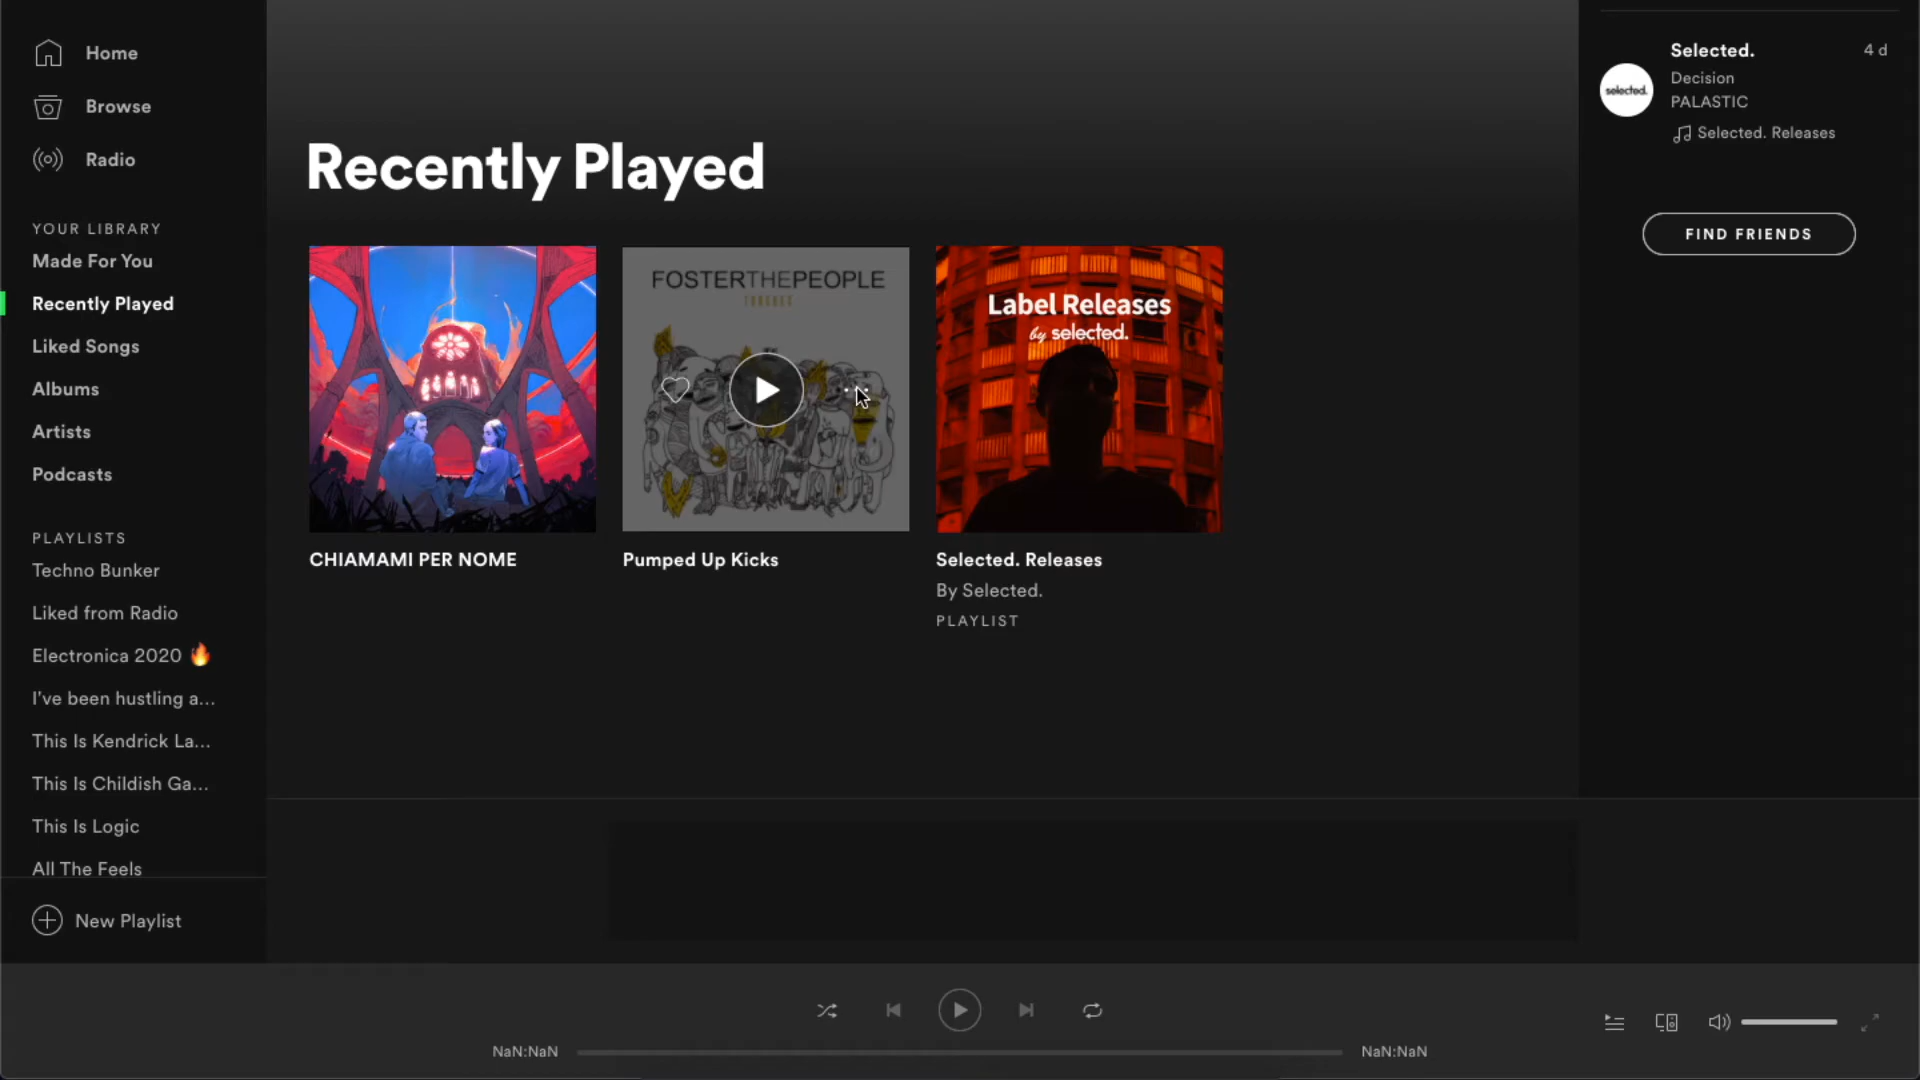 Home
Browse
Radio
YOUR LIBRARY
Made For You
Recently Played
Liked Songs
Albums
Artists
Podcasts
PLAYLISTS
Techno Bunker
Liked from Radio
Electronica 2020 🔥
I've been hustling a...
This Is Kendrick La...
This Is Childish Ga...
This Is Logic
All The Feels
New Playlist
Recently Played
CHIAMAMI PER NOME
FOSTERTHEPEOPLE
TORCHES
Pumped Up Kicks
Label Releases
by selected.
Selected. Releases
By Selected.
PLAYLIST
selected.
Selected.
4 d
Decision
PALASTIC
Selected. Releases
FIND FRIENDS
NaN:NaN
NaN:NaN